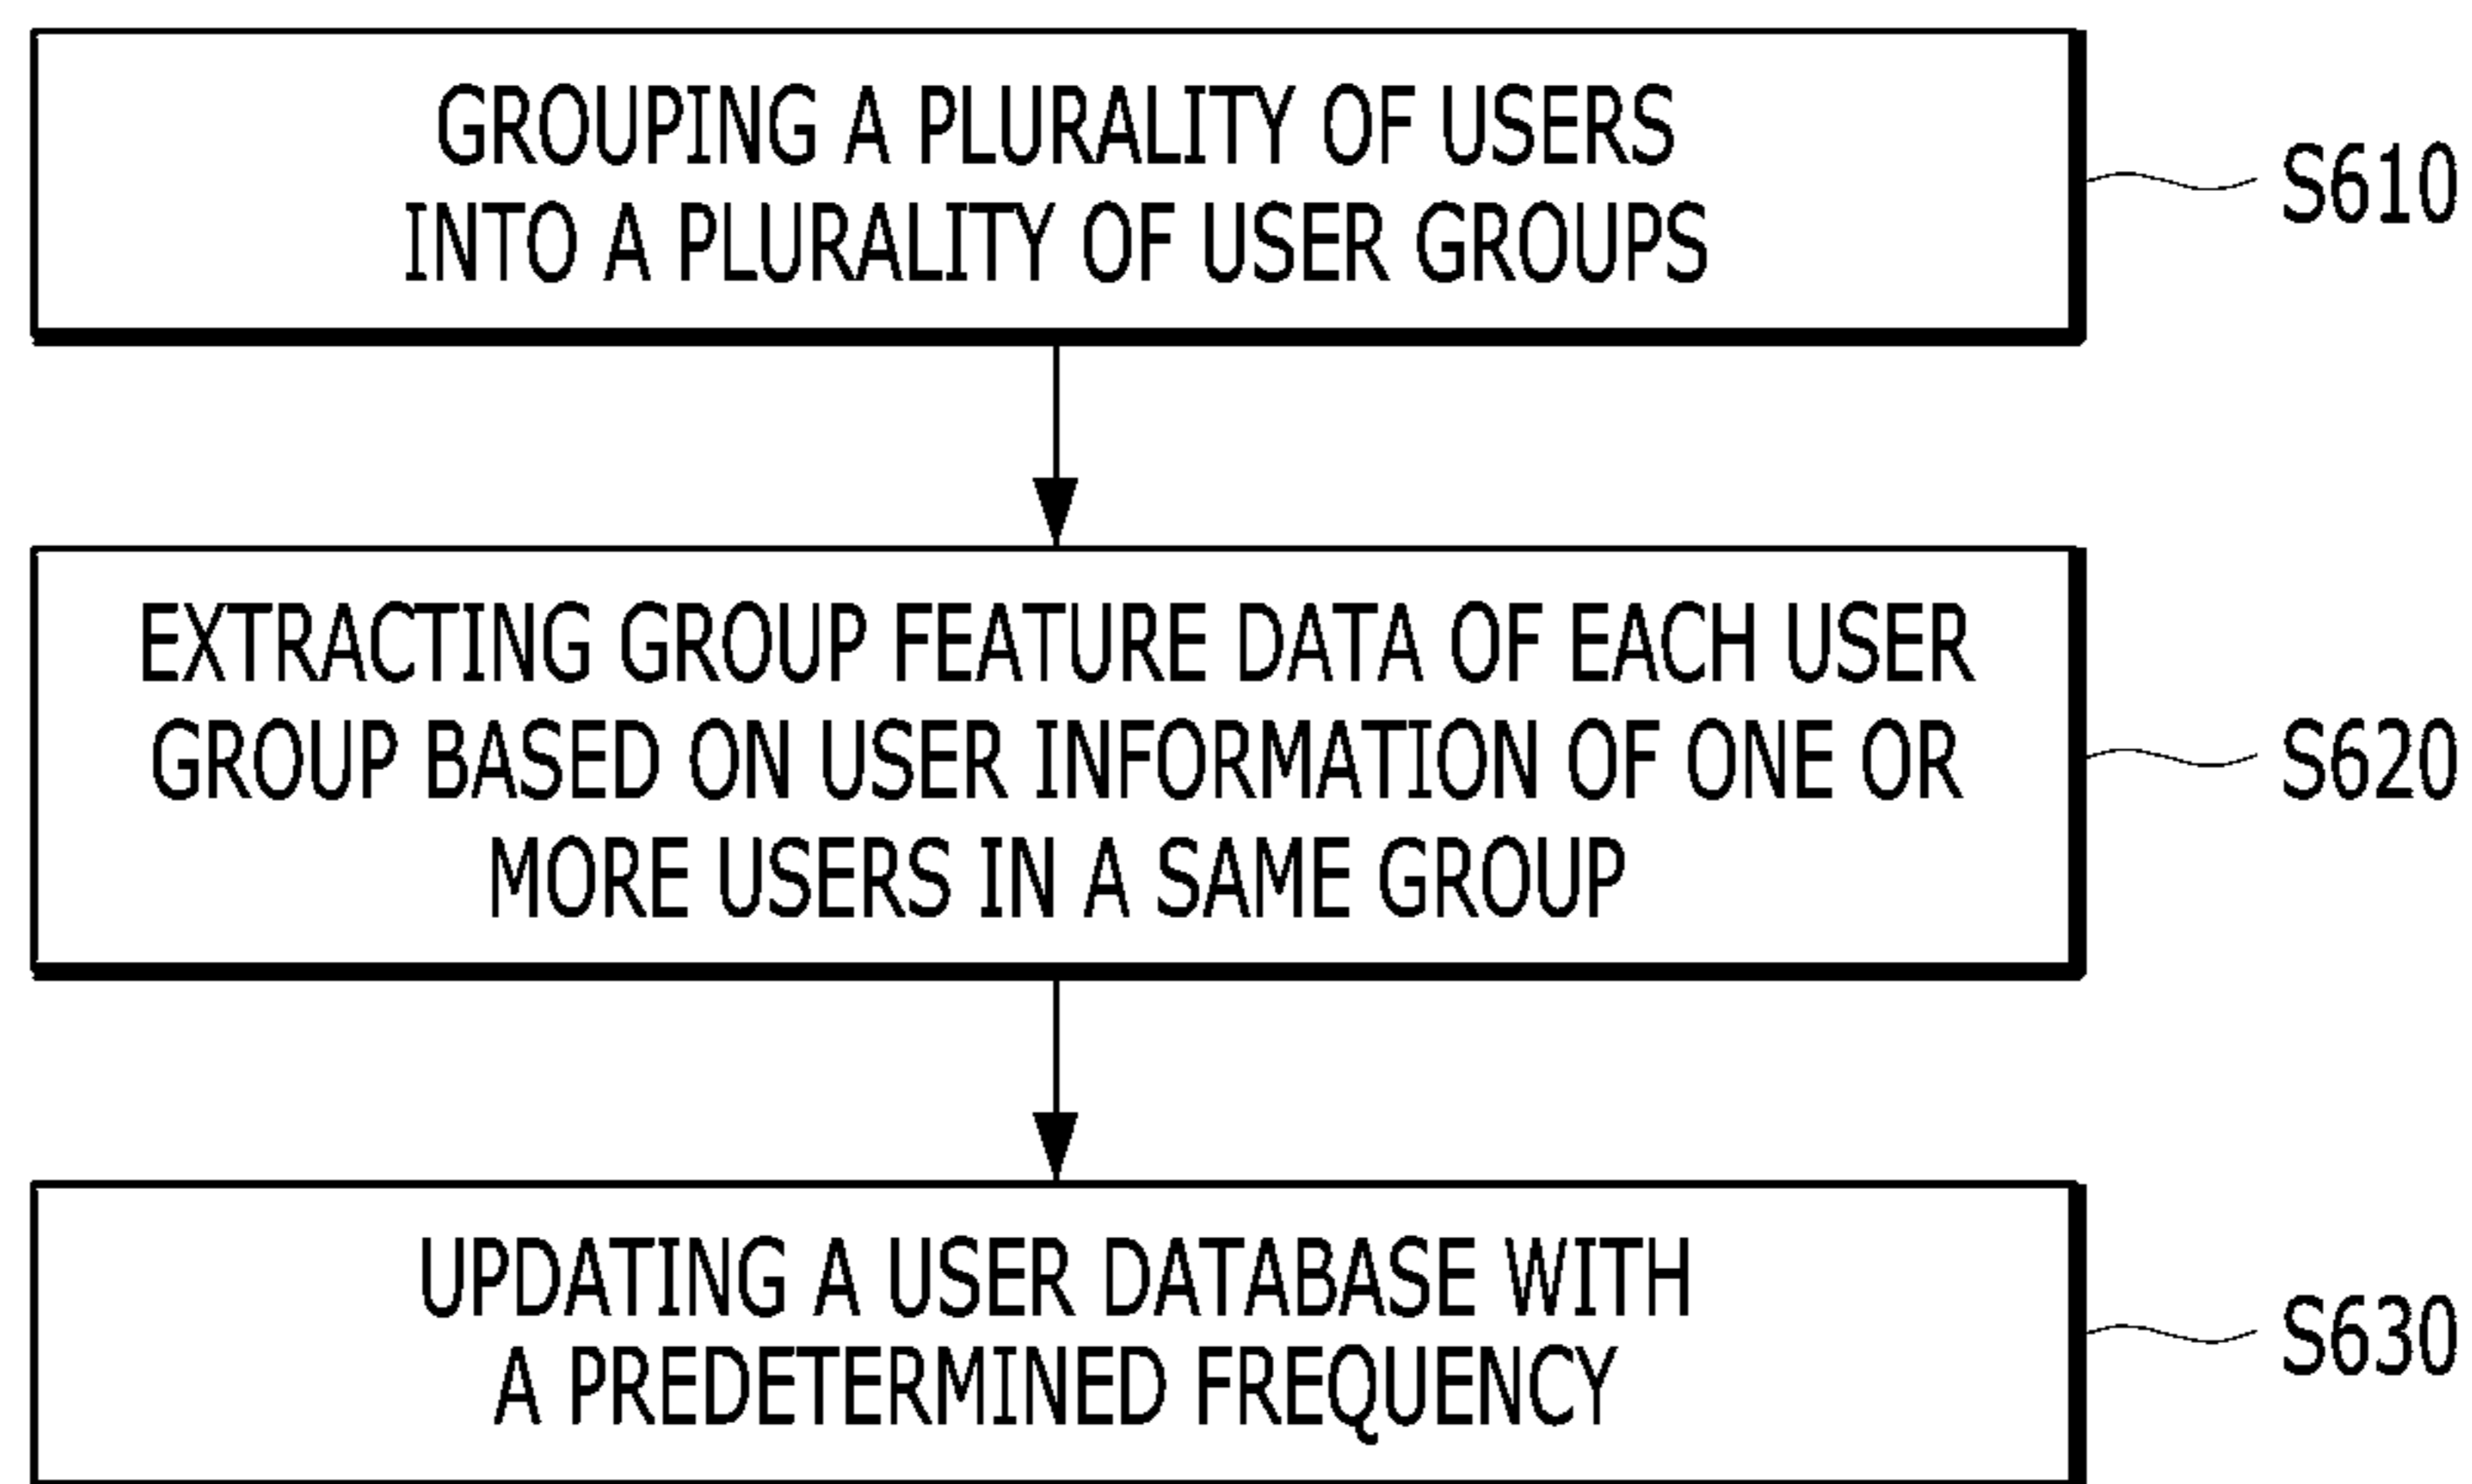 GROUPING A PLURALITY OF USERS
INTO A PLURALITY OF USER GROUPS
S610
EXTRACTING GROUP FEATURE DATA OF EACH USER
GROUP BASED ON USER INFORMATION OF ONE OR
MORE USERS IN A SAME GROUP
S620
UPDATING A USER DATABASE WITH
A PREDETERMINED FREQUENCY
S630